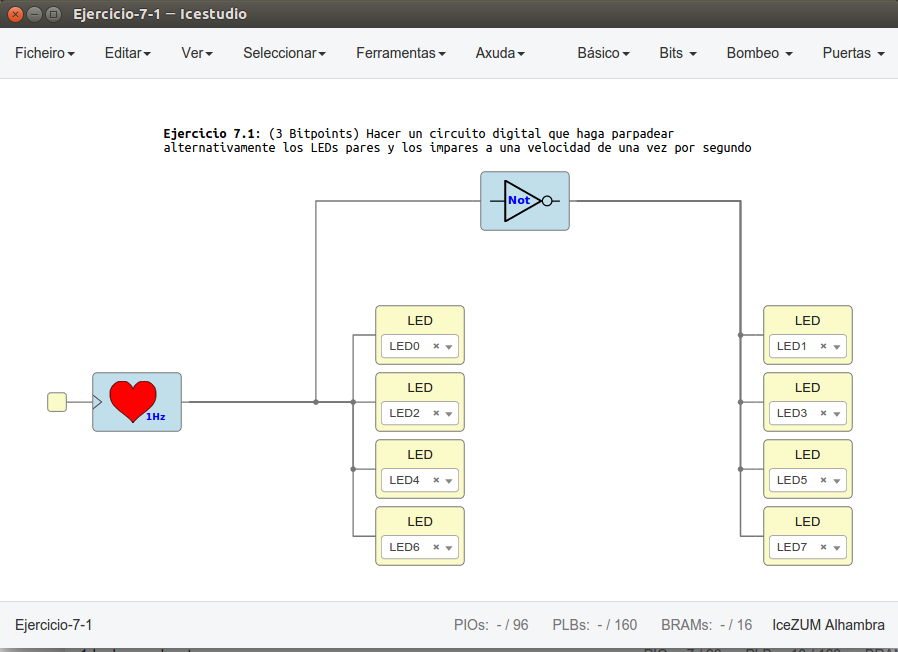 Ejercicio-7-1 – Icestudio
Ficheiro Editar Ver Seleccionar Ferramentas Axuda Básico Bits Bombeo Puertas
Ejercicio 7.1: (3 Bitpoints) Hacer un circuito digital que haga parpadear
alternativamente los LEDs pares y los impares a una velocidad de una vez por segundo
Not
LED
LED0
LED
LED1
1Hz
LED
LED2
LED
LED3
LED
LED4
LED
LED5
LED
LED6
LED
LED7
Ejercicio-7-1 PIOs: - / 96 PLBs: - / 160 BRAMs: - / 16 IceZUM Alhambra